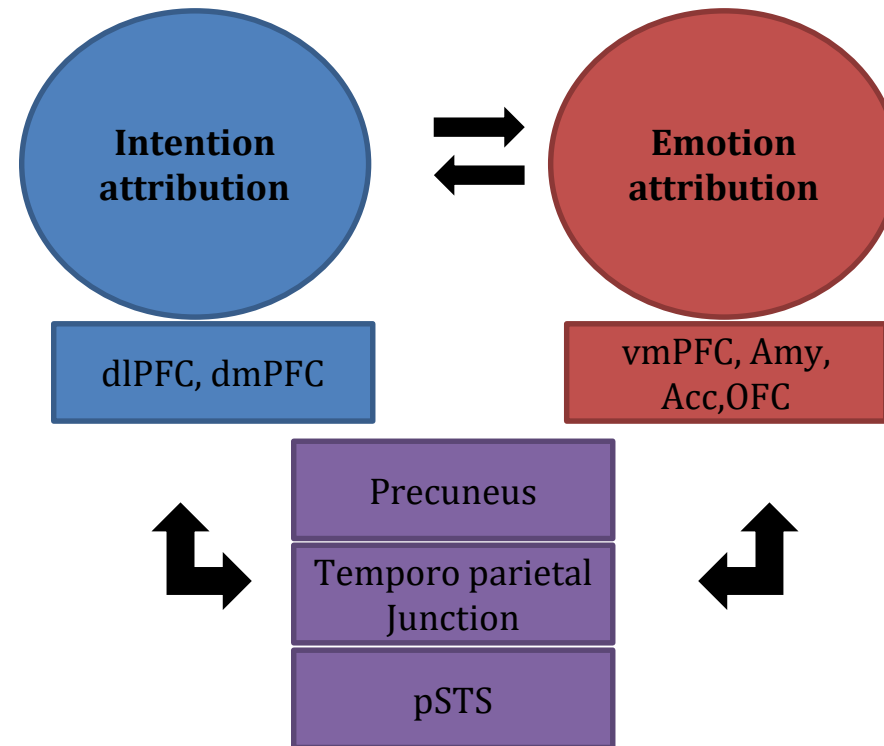 Intention
attribution
Emotion
attribution
dlPFC, dmPFC
vmPFC, Amy,
Acc,OFC
Precuneus
Temporo parietal
Junction
pSTS